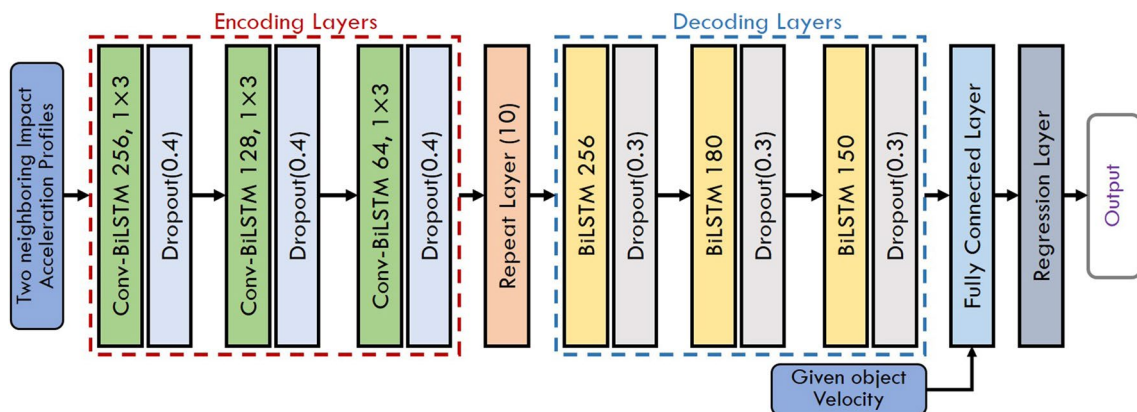 Encoding Layers
Decoding Layers
Two neighboring Impact
Acceleration Profiles
Conv-BiLSTM 256, 1×3
Dropout(0.4)
Conv-BiLSTM 128, 1×3
Dropout(0.4)
Conv-BiLSTM 64, 1×3
Dropout(0.4)
Repeat Layer (10)
BiLSTM 256
Dropout(0.3)
BiLSTM 180
Dropout(0.3)
BiLSTM 150
Dropout(0.3)
Fully Connected Layer
Regression Layer
Output
Given object
Velocity